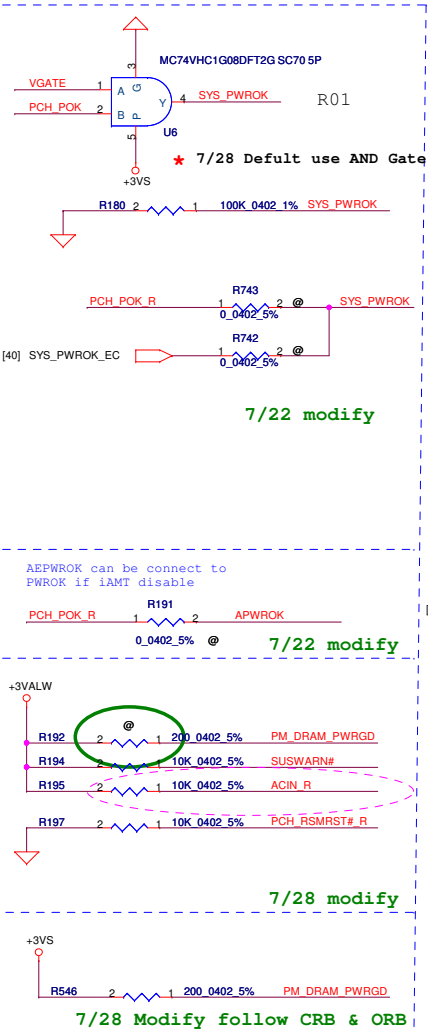 3
MC74VHC1G08DFT2G SC70 5P
VGATE 1 A G
Y 4 SYS_PWROK R01
PCH_POK 2 B P
U6
5
* 7/28 Defult use AND Gate
+3VS
R180 2 1 100K_0402_1% SYS_PWROK
R743
PCH_POK_R 1 2 @ SYS_PWROK
0_0402_5%
R742
[40] SYS_PWROK_EC 1 2 @
0_0402_5%
7/22 modify
AEPWROK can be connect to
PWROK if iAMT disable
R191
PCH_POK_R 1 2 APWROK
0_0402_5% @
7/22 modify
+3VALW
@
R192 2 1 200_0402_5% PM_DRAM_PWRGD
R194 2 1 10K_0402_5% SUSWARN#
R195 2 1 10K_0402_5% ACIN_R
R197 2 1 10K_0402_5% PCH_RSMRST#_R
7/28 modify
+3VS
R546 2 1 200_0402_5% PM_DRAM_PWRGD
7/28 Modify follow CRB & ORB